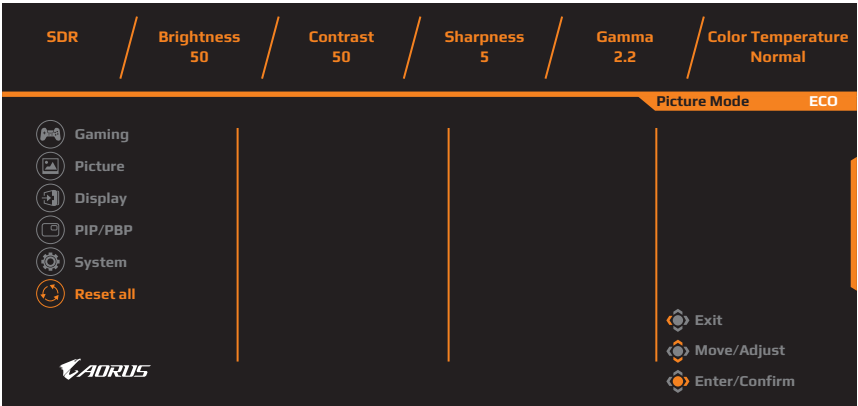 SDR Brightness Contrast Sharpness Gamma Color Temperature
50 50 5 2.2 Normal
Picture Mode ECO
Gaming
Picture
Display
PIP/PBP
System
Reset all
Exit
Move/Adjust
AORUS
Enter/Confirm